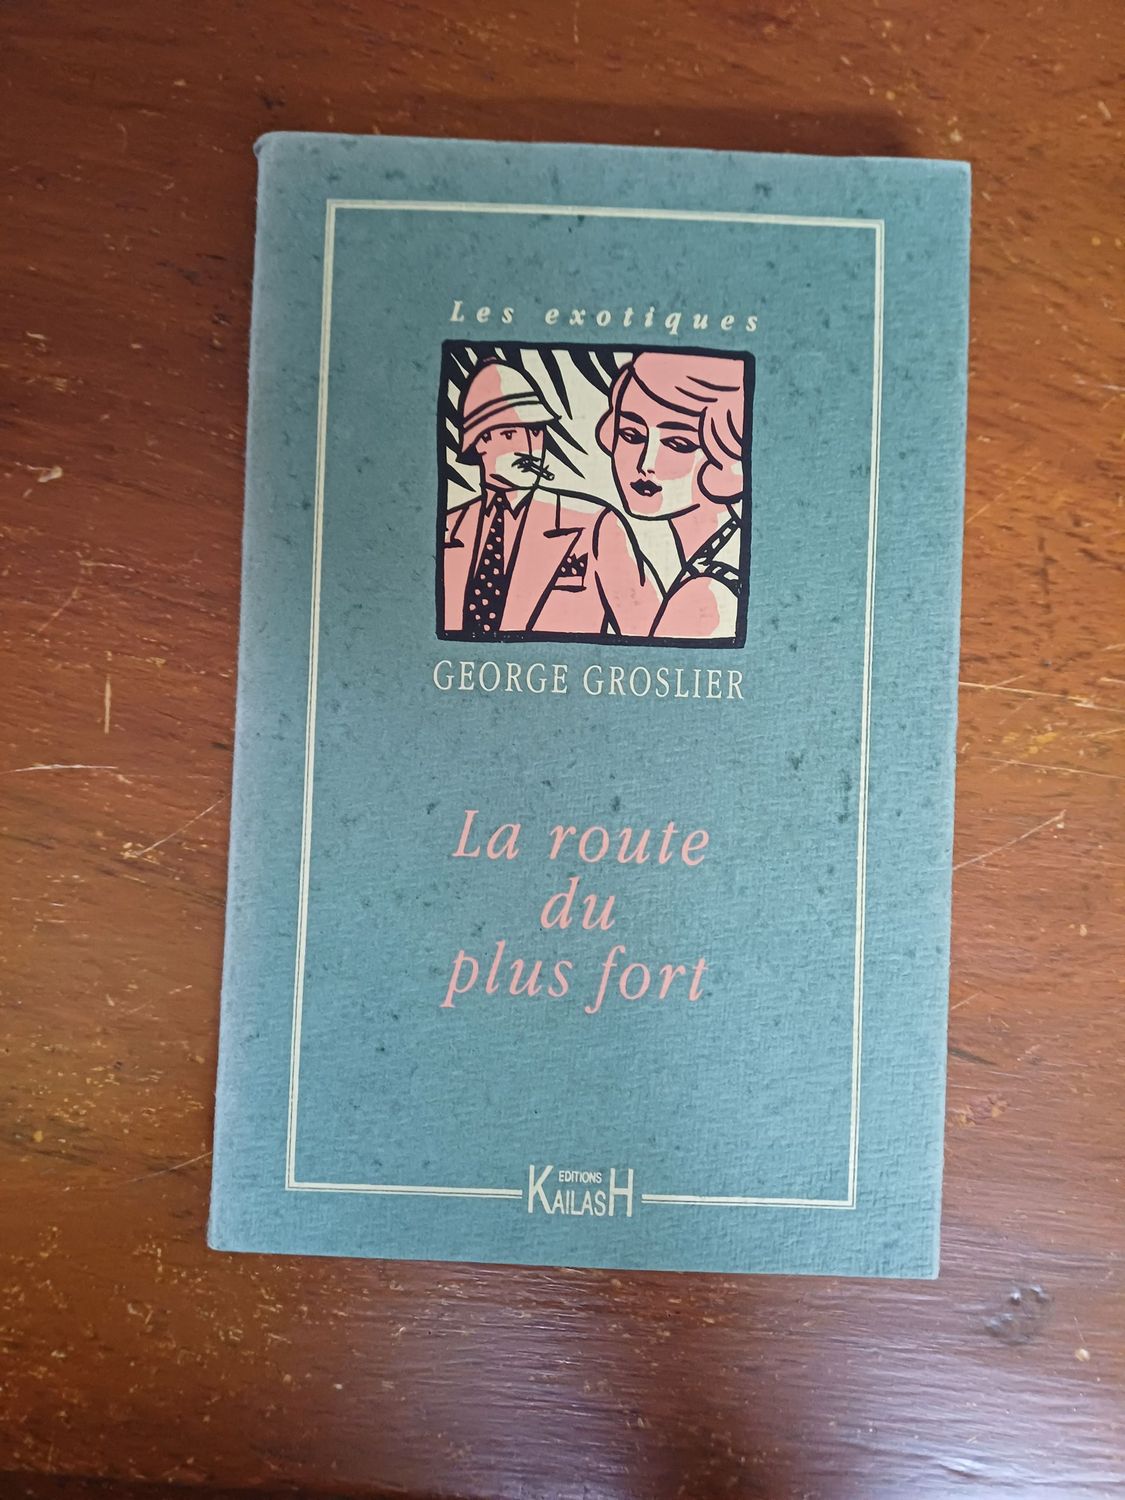 Les exotiques
GEORGE GROSLIER
La route
du
plus fort
EDITIONS
KAILASH